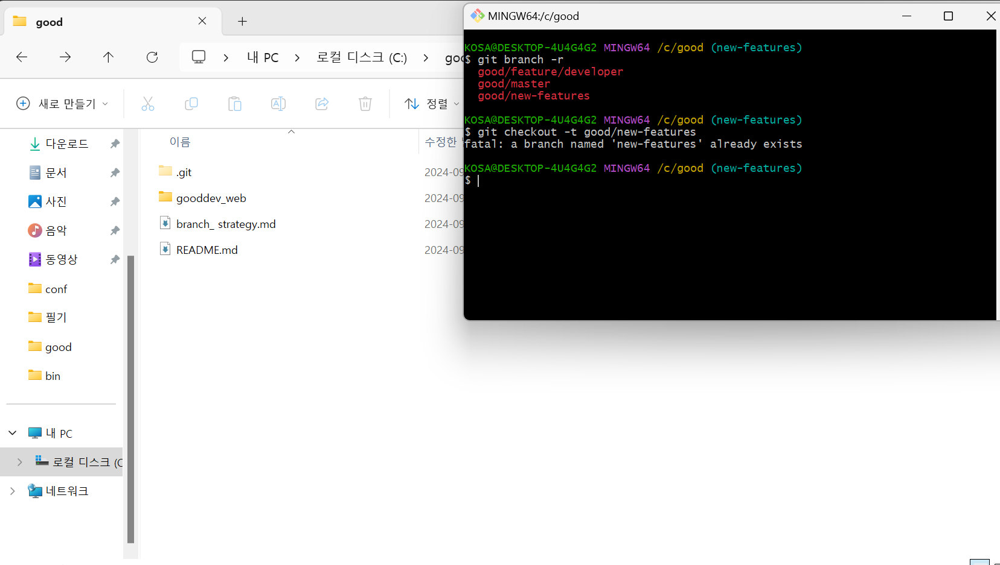 good
내 PC
로컬 디스크 (C:)
새로 만들기
정렬
다운로드
문서
사진
음악
동영상
conf
필기
good
bin
내 PC
로컬 디스크 (C
네트워크
이름
수정한
.git
2024-09
gooddev_web
2024-09
branch_ strategy.md
2024-09
README.md
2024-09
MINGW64:/c/good
KOSA@DESKTOP-4U4G4G2 MINGW64 /c/good (new-features)
$ git branch -r
good/feature/developer
good/master
good/new-features
KOSA@DESKTOP-4U4G4G2 MINGW64 /c/good (new-features)
$ git checkout -t good/new-features
fatal: a branch named 'new-features' already exists
KOSA@DESKTOP-4U4G4G2 MINGW64 /c/good (new-features)
$